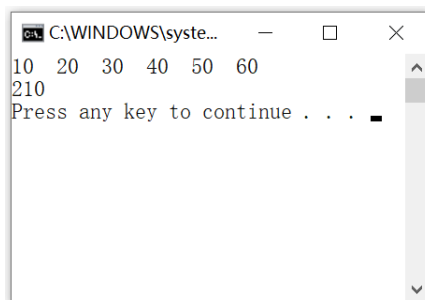 C:\WINDOWS\syste...
10  20  30  40  50  60
210
Press any key to continue . . .